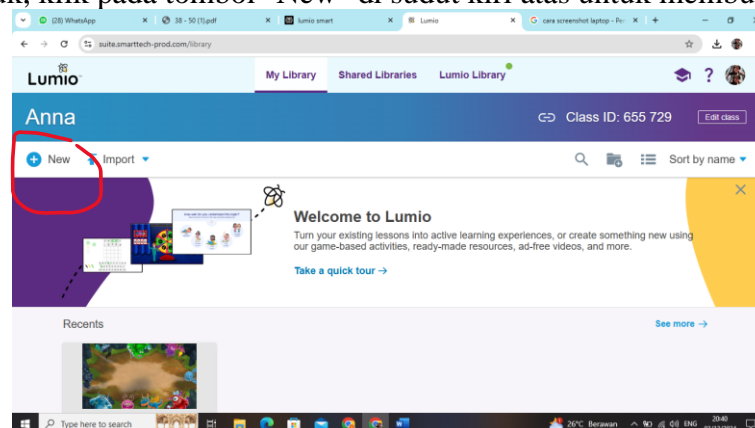 klik pada tombol "New" di sudut kiri atas untuk
(28) WhatsApp
38 - 50 (1).pdf
lumio smart
Lumio
cara screenshot laptop - Pe
suite.smarttech-prod.com/library
Lumio
My Library
Shared Libraries
Lumio Library
Anna
Class ID: 655 729
Edit class
New
Import
Sort by name
Welcome to Lumio
Turn your existing lessons into active learning experiences, or create something new using
our game-based activities, ready-made resources, ad-free videos, and more.
Take a quick tour →
Recents
See more →
Type here to search
26°C Berawan
ENG
20:40